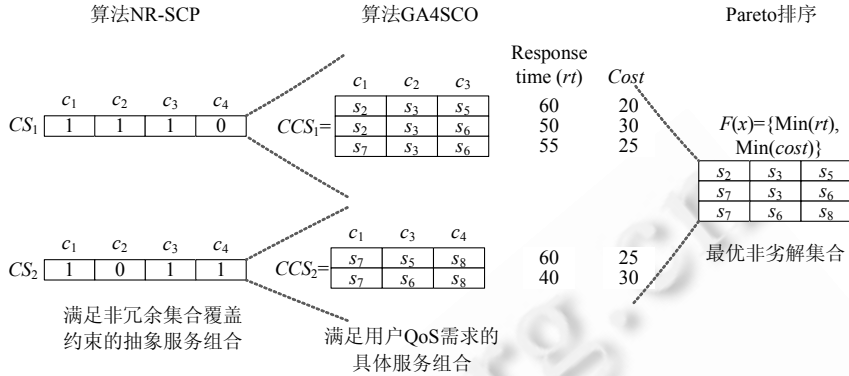 算法NR-SCP
算法GA4SCO
Pareto排序
c1 c2 c3 c4
CS1 1 1 1 0
c1 c2 c3
CCS1=
s2 s3 s5
s2 s3 s6
s7 s3 s6
Response
time (rt)
60
50
55
Cost
20
30
25
F(x)={Min(rt),
Min(cost)}
s2 s3 s5
s7 s3 s6
s7 s6 s8
最优非劣解集合
c1 c2 c3 c4
CS2 1 0 1 1
满足非冗余集合覆盖
约束的抽象服务组合
c1 c3 c4
CCS2=
s7 s5 s8
s7 s6 s8
60 25
40 30
满足用户QoS需求的
具体服务组合